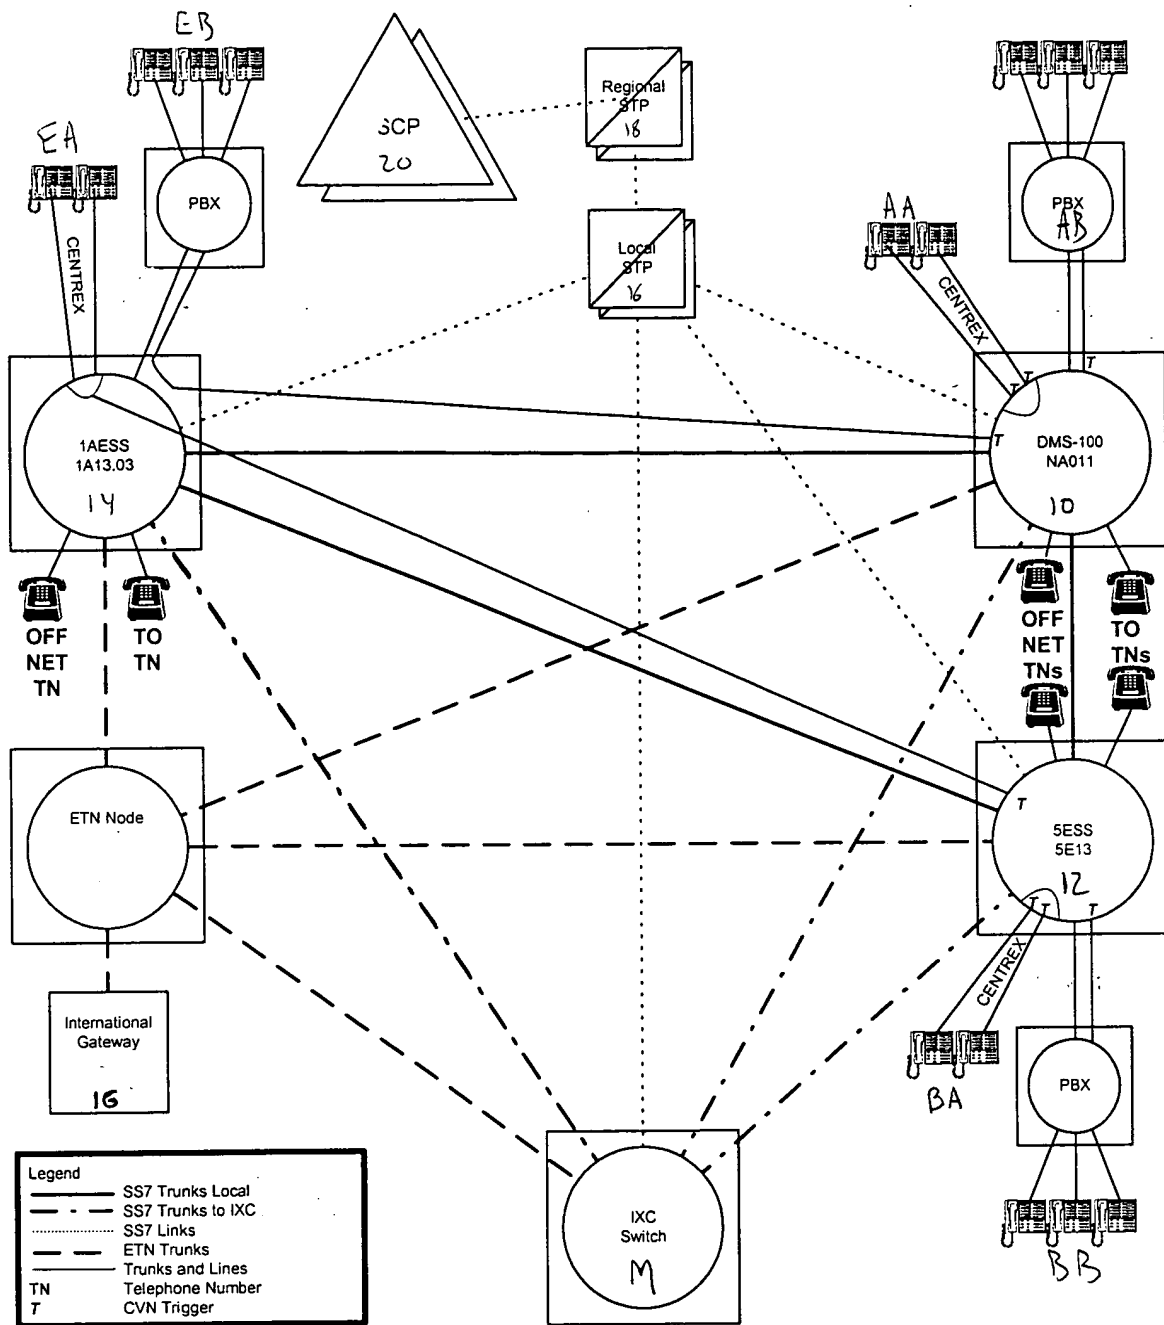 EB
EA
PBX
CENTREX
SCP
20
Regional
STP
18
Local
STP
16
PBX
AB
AA
CENTREX
T
T
T
T
1AESS
1A13.03
14
DMS-100
NA011
10
OFF
NET
TN
TO
TN
OFF
NET
TNs
TO
TNs
ETN Node
T
5ESS
5E13
12
T
T
T
CENTREX
BA
PBX
BB
International
Gateway
16
IXC
Switch
M
Legend
SS7 Trunks Local
SS7 Trunks to IXC
SS7 Links
ETN Trunks
Trunks and Lines
TN Telephone Number
T CVN Trigger